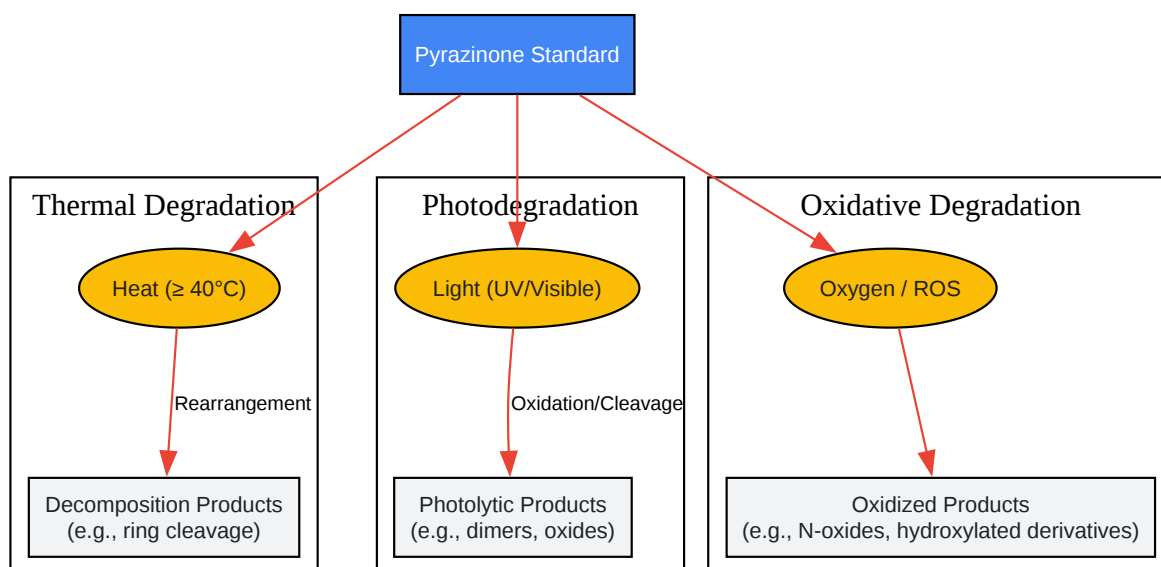 Pyrazinone Standard
Thermal Degradation
Photodegradation
Oxidative Degradation
Heat (≥ 40°C)
Light (UV/Visible)
Oxygen / ROS
Rearrangement
Oxidation/Cleavage
Decomposition Products
(e.g., ring cleavage)
Photolytic Products
(e.g., dimers, oxides)
Oxidized Products
(e.g., N-oxides, hydroxylated derivatives)